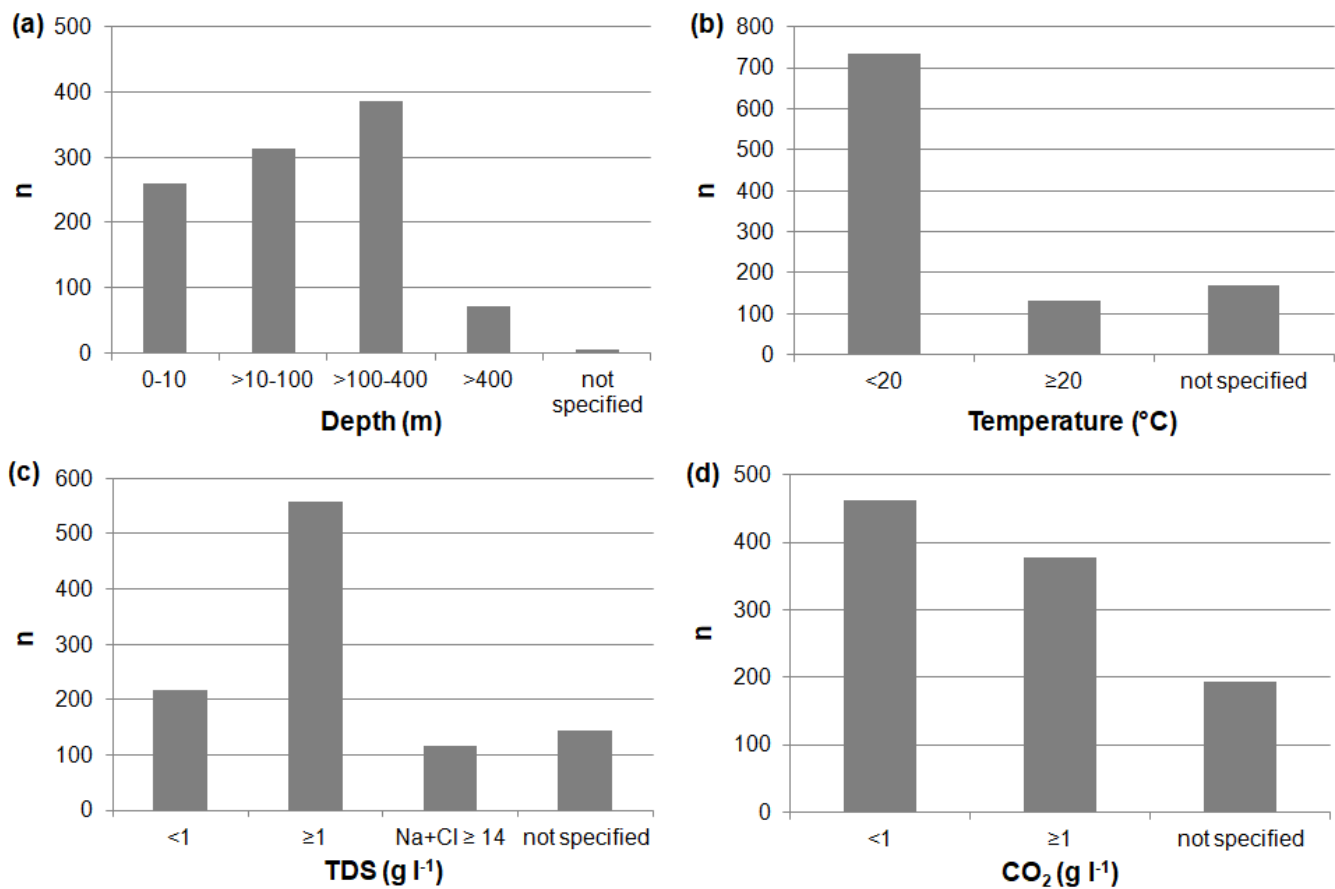 (a)
500
400
300
200
100
0
n
0-10 >10-100 >100-400 >400 not
specified
Depth (m)
(b)
800
700
600
500
400
300
200
100
0
n
<20 ≥20 not specified
Temperature (°C)
(c)
600
500
400
300
200
100
0
n
<1 ≥1 Na+Cl ≥ 14 not specified
TDS (g l⁻¹)
(d)
500
400
300
200
100
0
n
<1 ≥1 not specified
CO₂ (g l⁻¹)